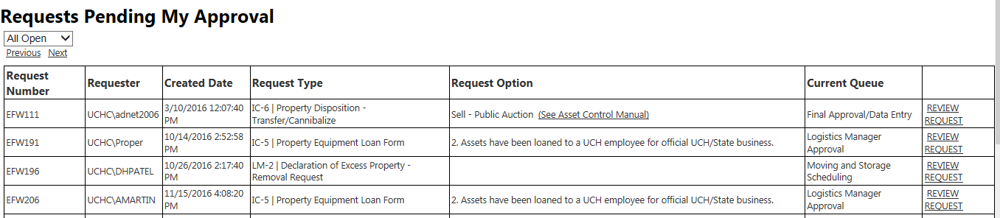 Requests Pending My Approval
All Open
Previous Next
Request Number Requester Created Date Request Type Request Option Current Queue
EFW111 UCHC\adnet2006 3/10/2016 12:07:40 PM IC-6 | Property Disposition - Transfer/Cannibalize Sell - Public Auction (See Asset Control Manual) Final Approval/Data Entry REVIEW REQUEST
EFW191 UCHC\Proper 10/14/2016 2:52:58 PM IC-5 | Property Equipment Loan Form 2. Assets have been loaned to a UCH employee for official UCH/State business. Logistics Manager Approval REVIEW REQUEST
EFW196 UCHC\DHPATEL 10/26/2016 2:17:40 PM LM-2 | Declaration of Excess Property - Removal Request Moving and Storage Scheduling REVIEW REQUEST
EFW206 UCHC\AMARTIN 11/15/2016 4:08:20 PM IC-5 | Property Equipment Loan Form 2. Assets have been loaned to a UCH employee for official UCH/State business. Logistics Manager Approval REVIEW REQUEST